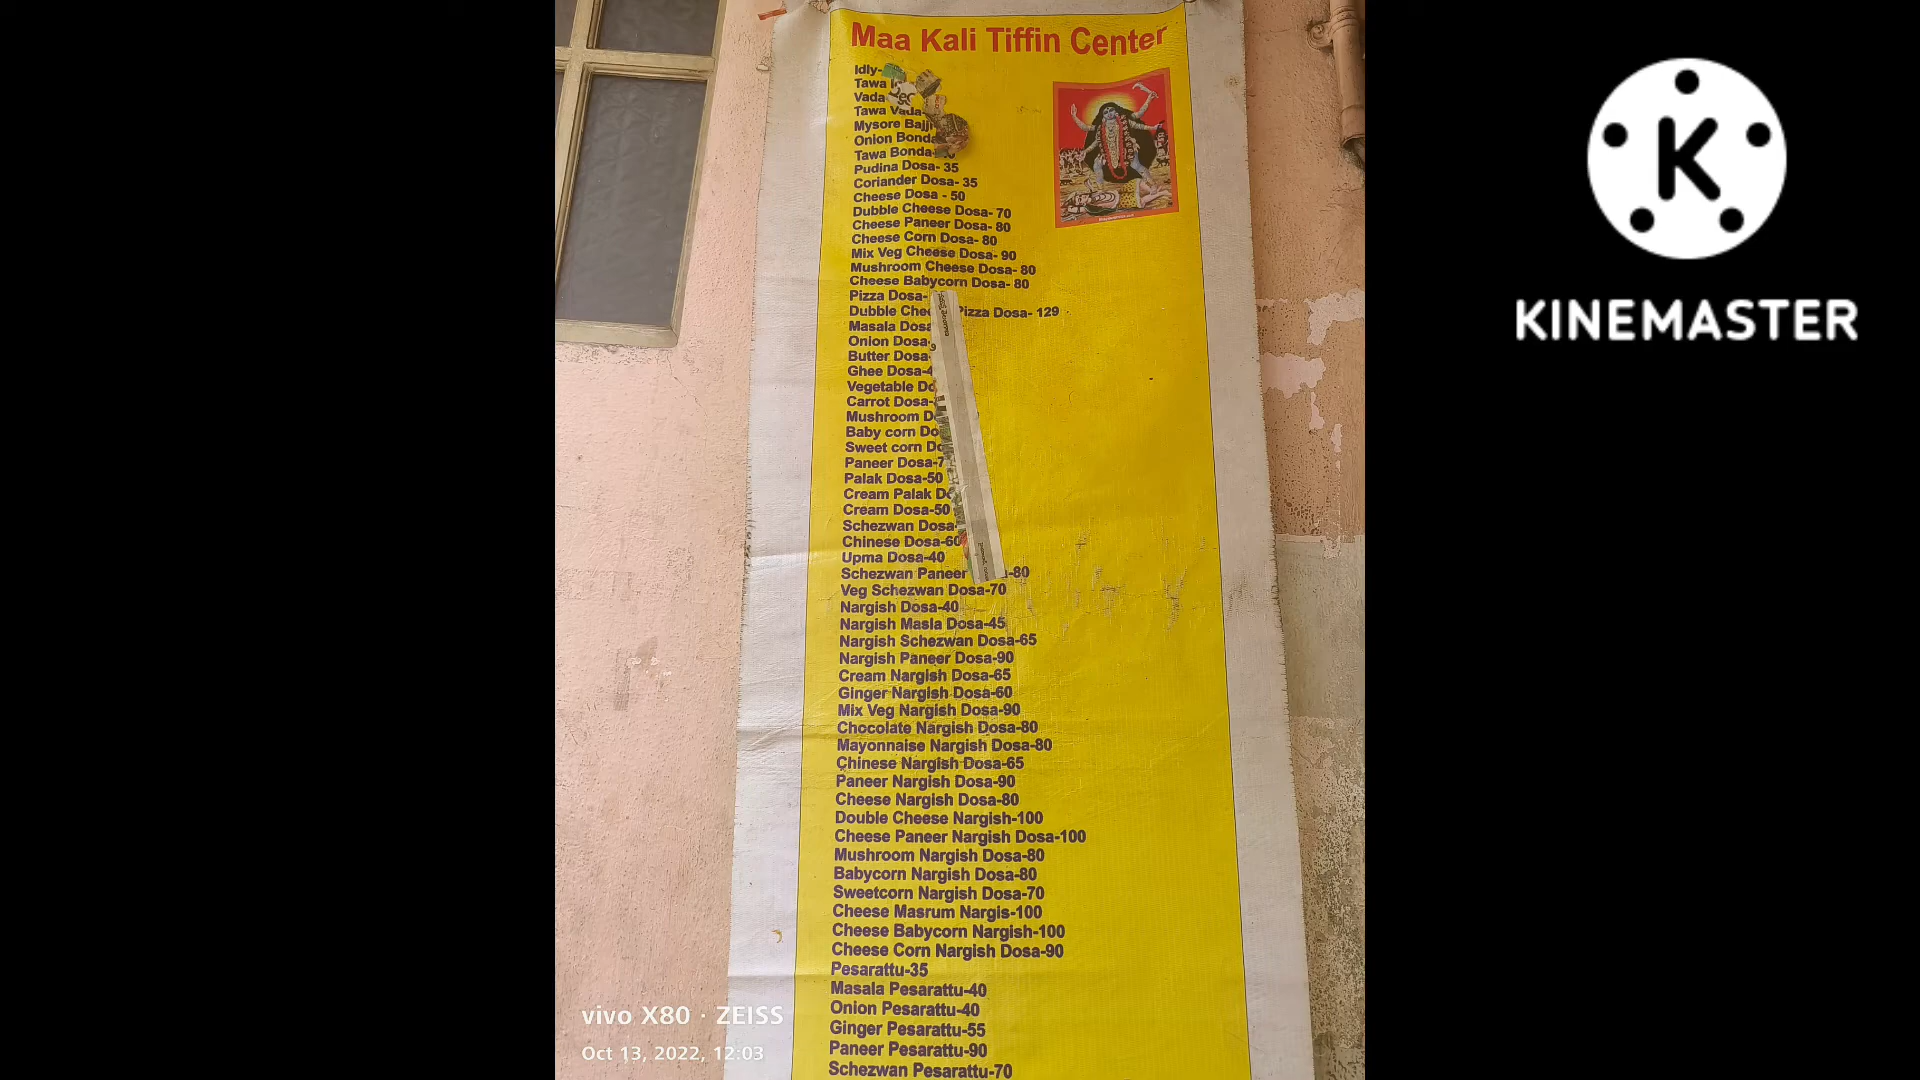 Maa Kali Tiffin Center
Idly-
Tawa
Vada
Tawa Vada-
Mysore Bajji
Onion Bonda
Tawa Bonda-
Pudina Dosa- 35
Coriander Dosa- 35
Cheese Dosa - 50
Dubble Cheese Dosa- 70
Cheese Paneer Dosa- 80
Cheese Corn Dosa- 80
Mix Veg Cheese Dosa- 90
Mushroom Cheese Dosa- 80
Cheese Babycorn Dosa- 80
Pizza Dosa-
Dubble Pizza Dosa- 129
Masala Dosa
Onion Dosa
Butter Dosa
Ghee Dosa-
Vegetable
Carrot Dosa-
Mushroom
Baby corn
Sweet corn
Paneer Dosa-
Palak Dosa-50
Cream Palak
Cream Dosa-50
Schezwan Dosa
Chinese Dosa-60
Upma Dosa-40
Schezwan Paneer -80
Veg Schezwan Dosa-70
Nargish Dosa-40
Nargish Masla Dosa-45
Nargish Schezwan Dosa-65
Nargish Paneer Dosa-90
Cream Nargish Dosa-65
Ginger Nargish Dosa-60
Mix Veg Nargish Dosa-90
Chocolate Nargish Dosa-80
Mayonnaise Nargish Dosa-80
Chinese Nargish Dosa-65
Paneer Nargish Dosa-90
Cheese Nargish Dosa-80
Double Cheese Nargish-100
Cheese Paneer Nargish Dosa-100
Mushroom Nargish Dosa-80
Babycorn Nargish Dosa-80
Sweetcorn Nargish Dosa-70
Cheese Masrum Nargis-100
Cheese Babycorn Nargish-100
Cheese Corn Nargish Dosa-90
Pesarattu-35
Masala Pesarattu-40
Onion Pesarattu-40
Ginger Pesarattu-55
Paneer Pesarattu-90
Schezwan Pesarattu-70
vivo X80 · ZEISS
Oct 13, 2022, 12:03
K
KINEMASTER